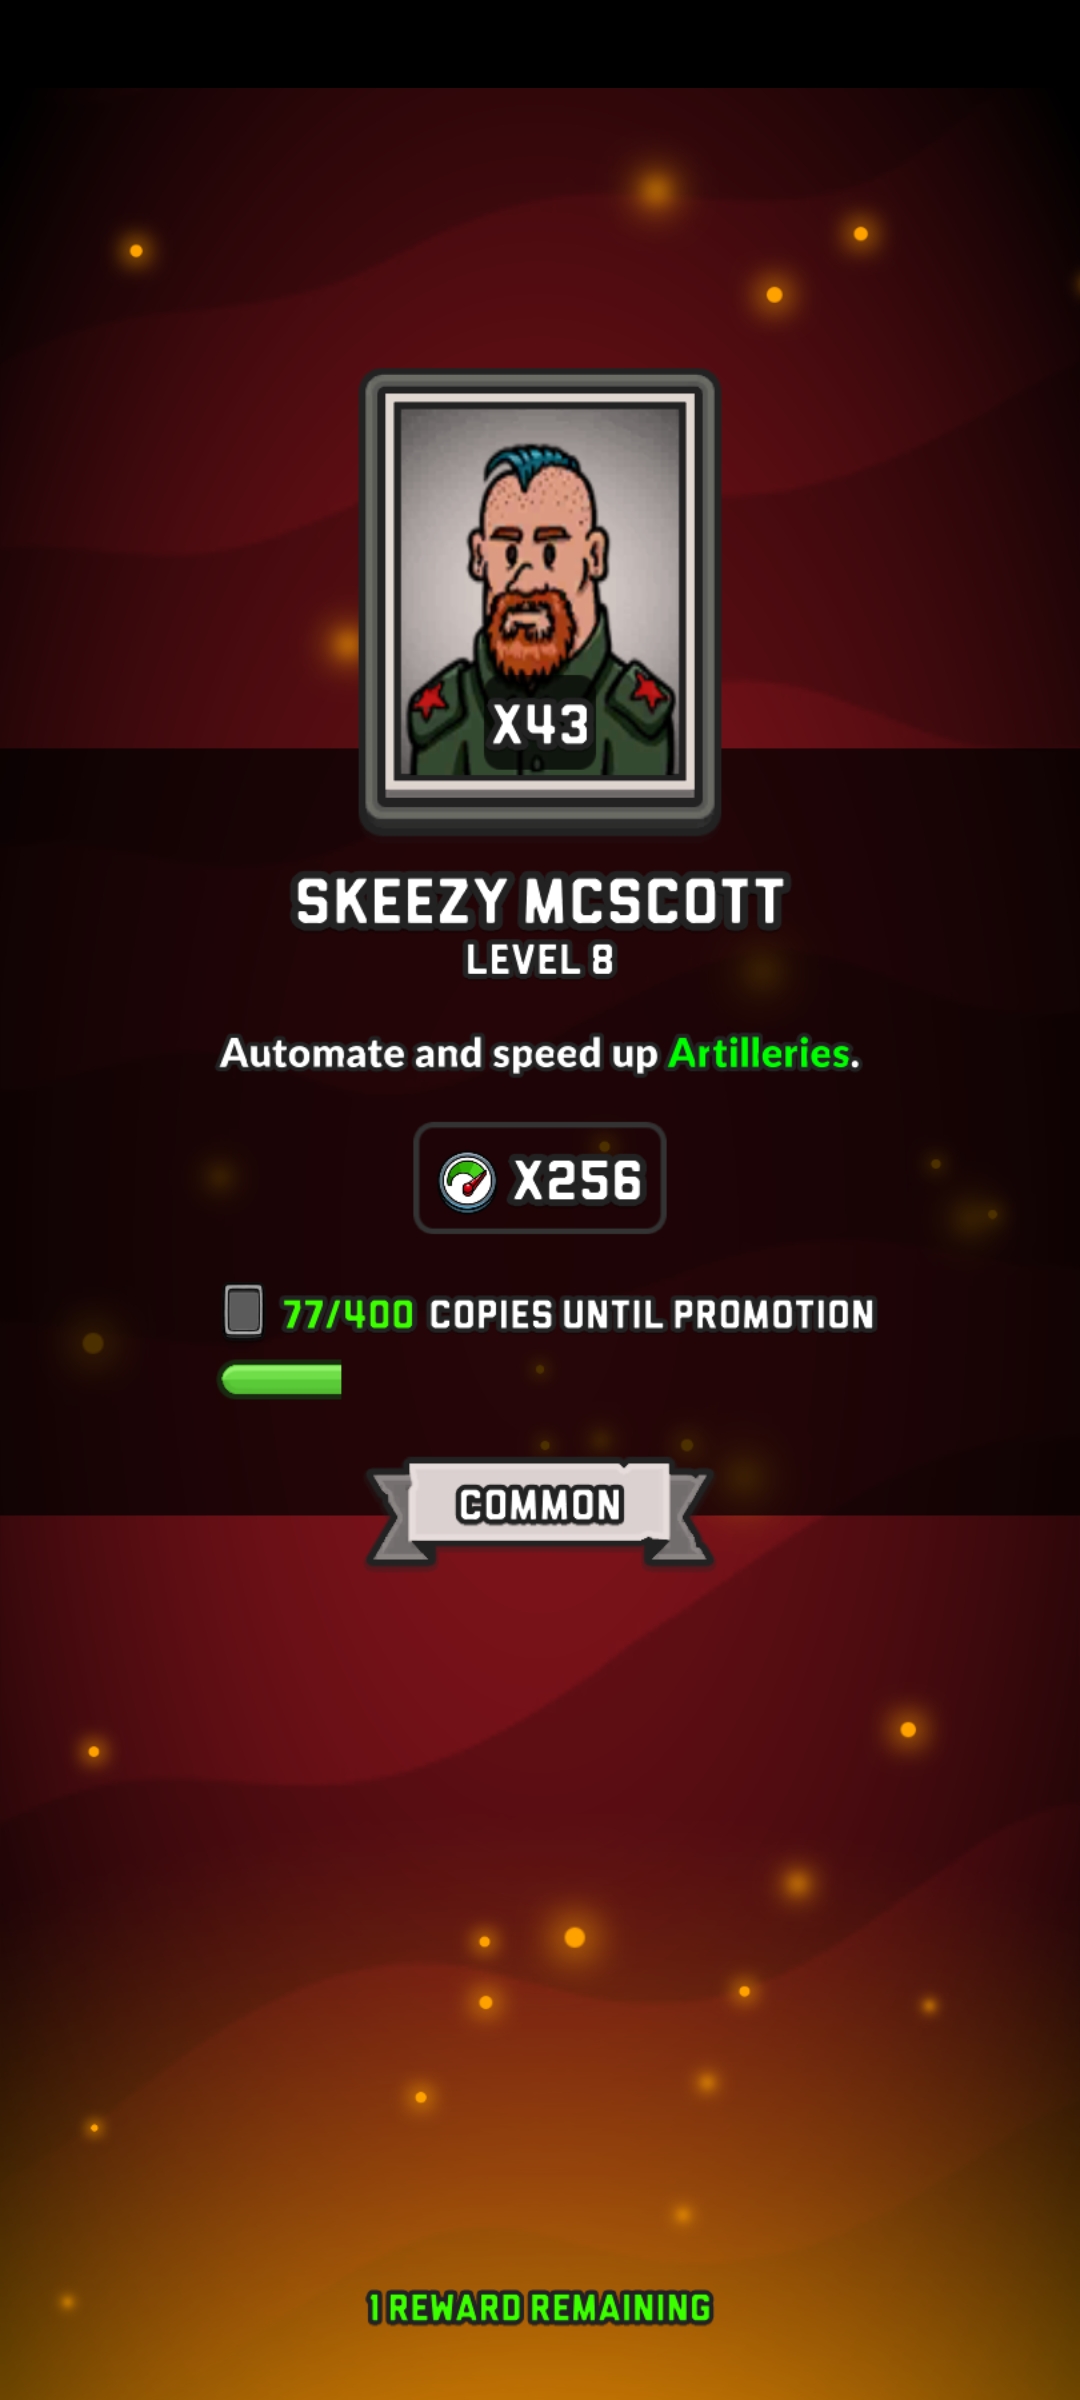 X43
SKEEZY MCSCOTT
LEVEL 8
Automate and speed up Artilleries.
X256
77/400 COPIES UNTIL PROMOTION
COMMON
1 REWARD REMAINING